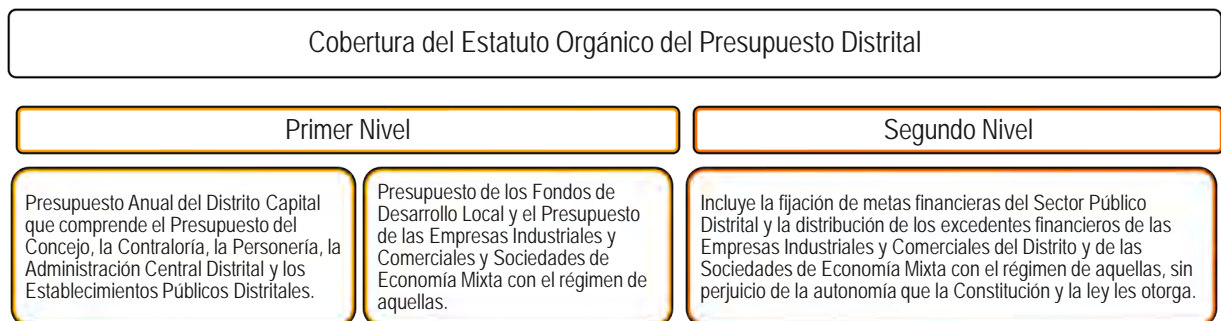 Cobertura del Estatuto Orgánico del Presupuesto Distrital
Primer Nivel
Segundo Nivel
Presupuesto Anual del Distrito Capital
que comprende el Presupuesto del
Concejo, la Contraloría, la Personería, la
Administración Central Distrital y los
Establecimientos Públicos Distritales.
Presupuesto de los Fondos de
Desarrollo Local y el Presupuesto
de las Empresas Industriales y
Comerciales y Sociedades de
Economía Mixta con el régimen de
aquellas.
Incluye la fijación de metas financieras del Sector Público
Distrital y la distribución de los excedentes financieros de las
Empresas Industriales y Comerciales del Distrito y de las
Sociedades de Economía Mixta con el régimen de aquellas, sin
perjuicio de la autonomía que la Constitución y la ley les otorga.